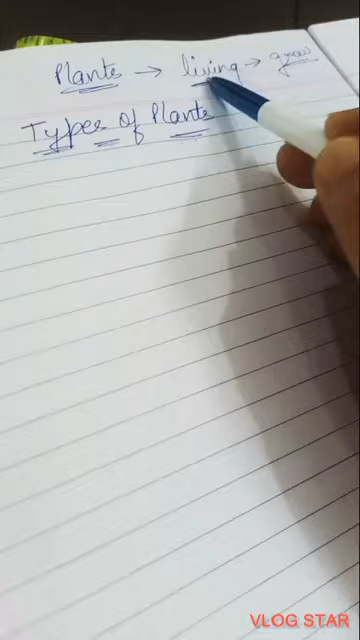 Plants → living → grow
Types of Plants
VLOG STAR